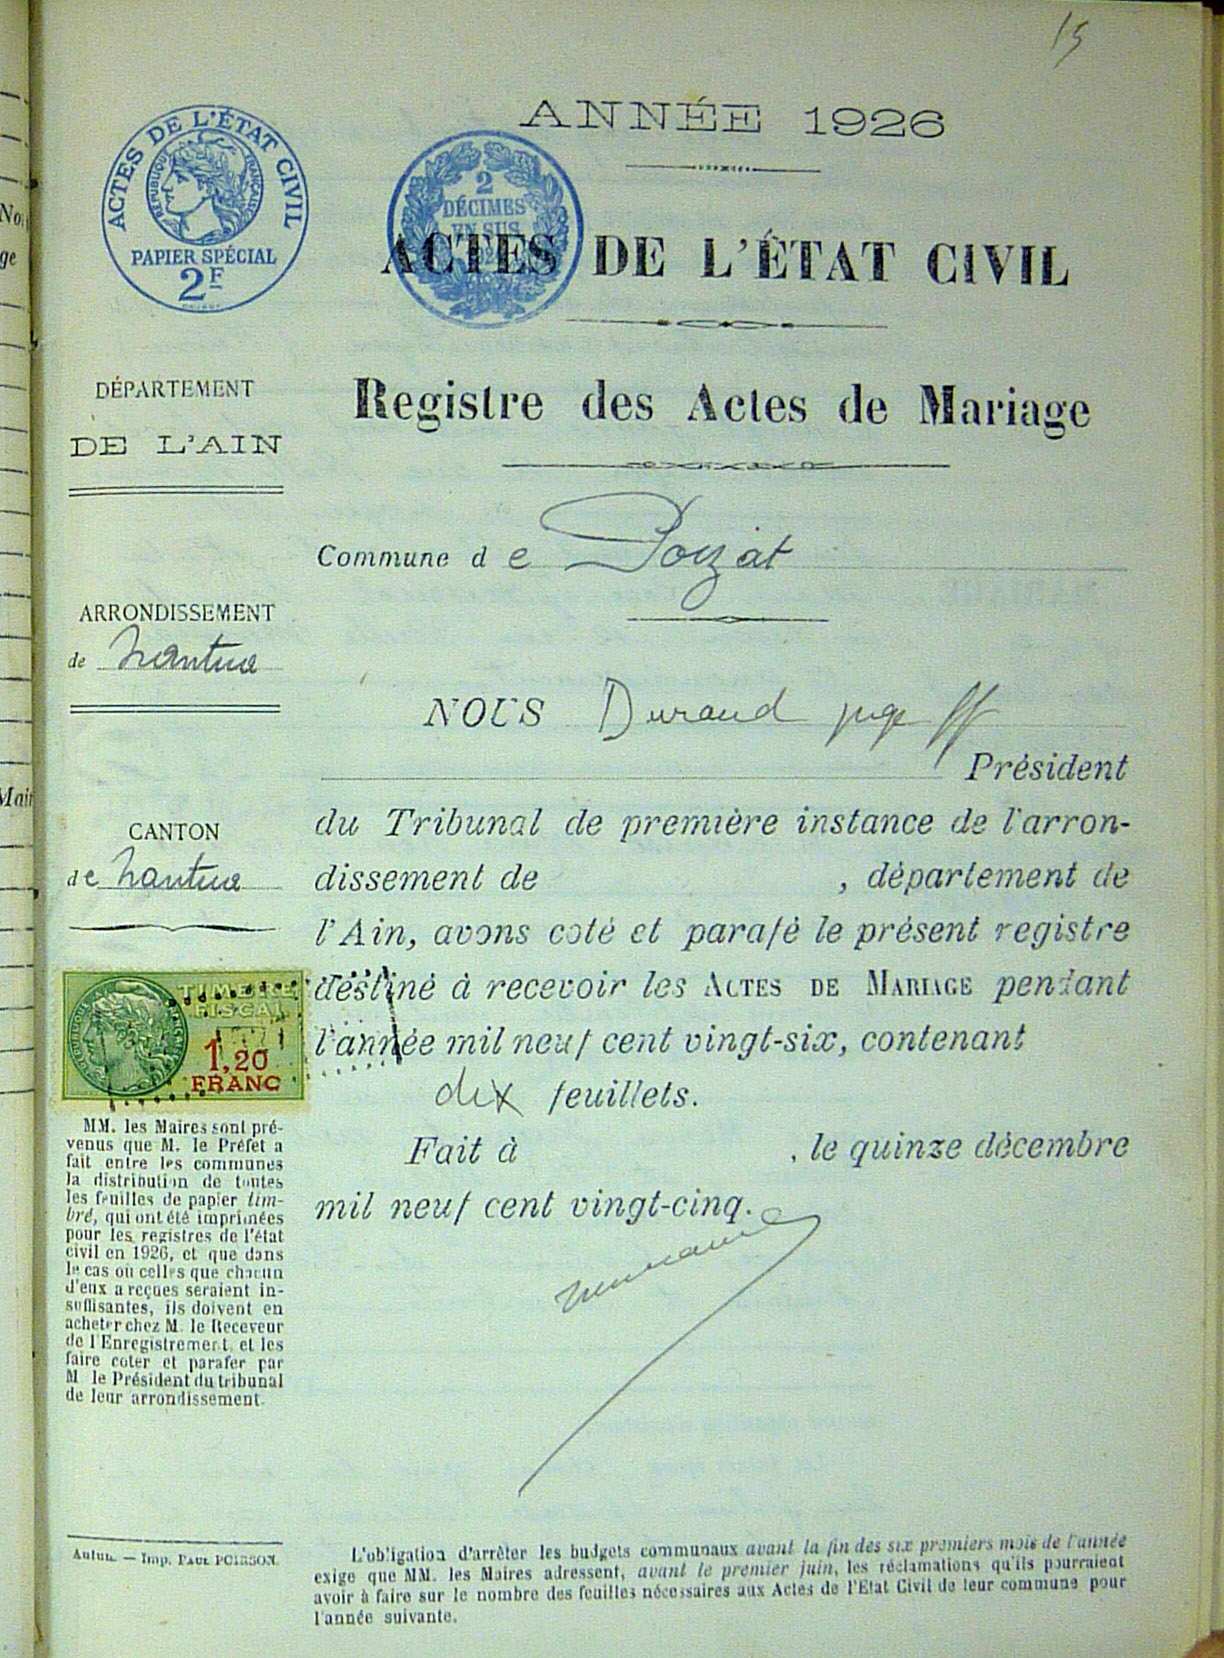 15
ANNÉE 1926
ACTES DE L'ÉTAT CIVIL
RÉPUBLIQUE FRANÇAISE
PAPIER SPÉCIAL
2F
2
DÉCIMES
EN SUS
ACTES DE L'ÉTAT CIVIL
Registre des Actes de Mariage
DÉPARTEMENT
DE L'AIN
Commune de Poizat
ARRONDISSEMENT
de Nantua
NOUS Durand juge ff
Président
du Tribunal de première instance de l'arron-
dissement de , département de
l'Ain, avons coté et parafé le présent registre
destiné à recevoir les ACTES DE MARIAGE pendant
l'année mil neuf cent vingt-six, contenant
dix feuillets.
Fait à , le quinze décembre
mil neuf cent vingt-cinq.
CANTON
de Nantua
TIMBRE
FISCAL
1,20
FRANC
MM. les Maires sont pré-
venus que M. le Préfet a
fait entre les communes
la distribution de toutes
les feuilles de papier tim-
bré, qui ont été imprimées
pour les registres de l'état
civil en 1926, et que dans
le cas où celles que chacun
d'eux a reçues seraient in-
suffisantes, ils doivent en
acheter chez M. le Receveur
de l'Enregistrement et les
faire coter et parafer par
M le Président du tribunal
de leur arrondissement.
Autun. — Imp. PAUL POIRSON.
L'obligation d'arrêter les budgets communaux avant la fin des six premiers mois de l'année
exige que MM. les Maires adressent, avant le premier juin, les réclamations qu'ils pourraient
avoir à faire sur le nombre des feuilles nécessaires aux Actes de l'Etat Civil de leur commune pour
l'année suivante.